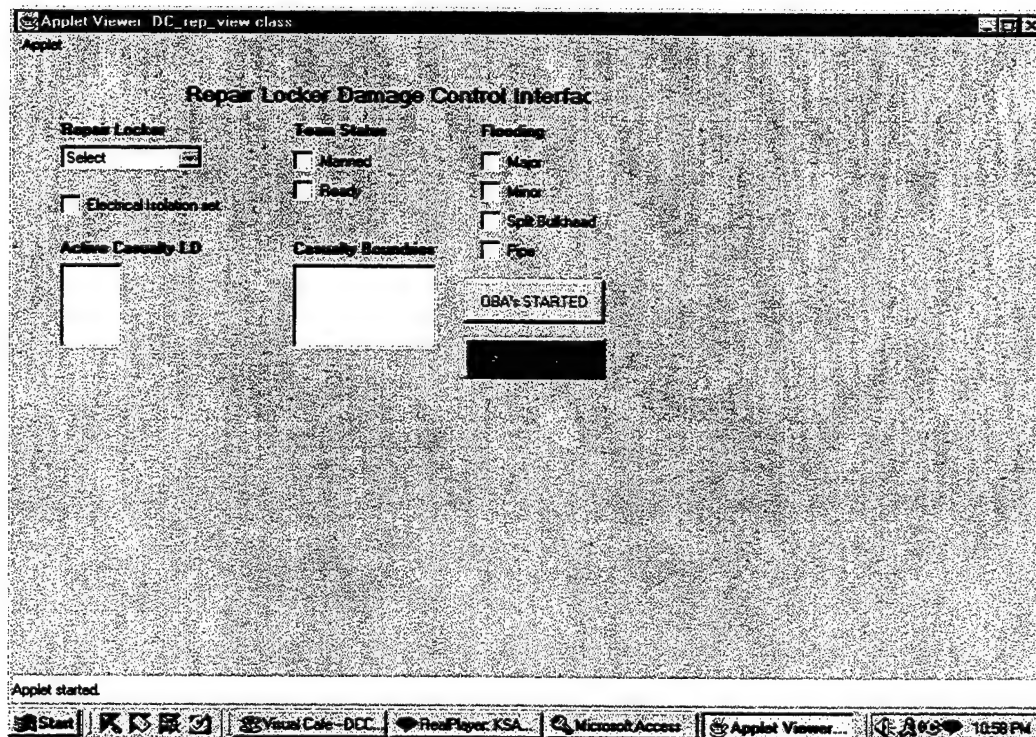 Applet Viewer: DC_rep_view.class
Applet
Repair Locker Damage Control Interfac
Repair Locker
Team Status
Flooding
Select
Manned
Major
Ready
Minor
Electrical isolation set
Split Bulkhead
Active Casualty I.D
Casualty Boundries
Pipe
OBA's STARTED
Applet started.
Start
Visual Cafe - DCC...
RealPlayer: KSA...
Microsoft Access
Applet Viewer...
10:58 PM